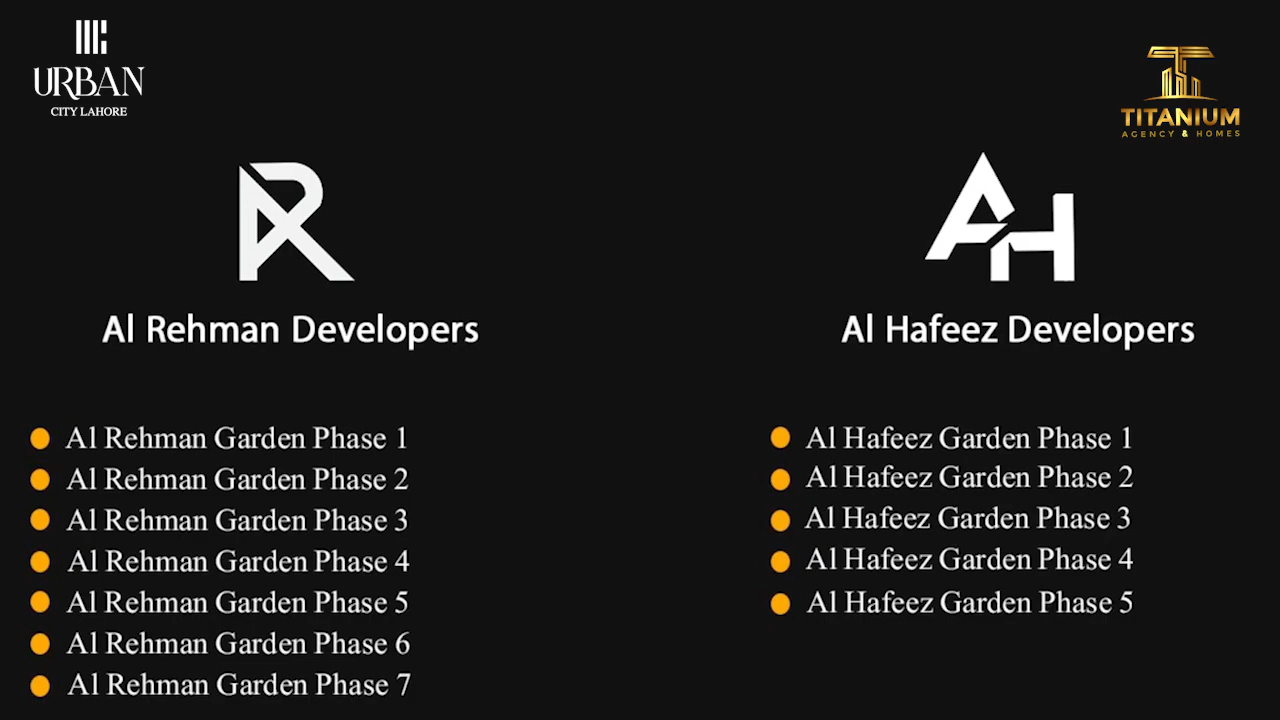 URBAN
CITY LAHORE
TITANIUM
AGENCY & HOMES
Al Rehman Developers
Al Rehman Garden Phase 1
Al Rehman Garden Phase 2
Al Rehman Garden Phase 3
Al Rehman Garden Phase 4
Al Rehman Garden Phase 5
Al Rehman Garden Phase 6
Al Rehman Garden Phase 7
AH
Al Hafeez Developers
Al Hafeez Garden Phase 1
Al Hafeez Garden Phase 2
Al Hafeez Garden Phase 3
Al Hafeez Garden Phase 4
Al Hafeez Garden Phase 5